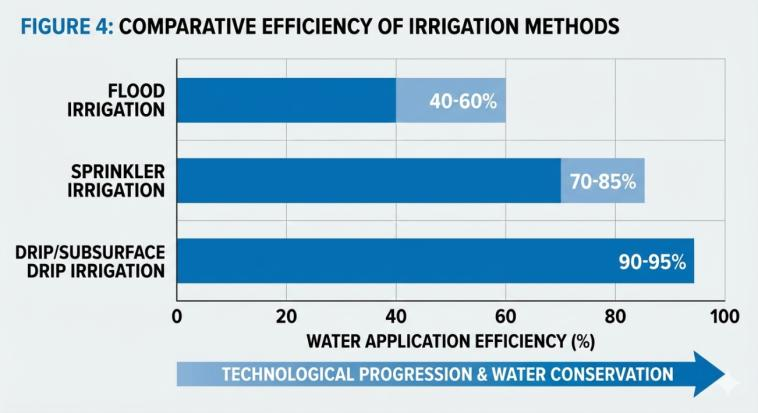 FIGURE 4: COMPARATIVE EFFICIENCY OF IRRIGATION METHODS
FLOOD
IRRIGATION
40-60%
SPRINKLER
IRRIGATION
70-85%
DRIP/SUBSURFACE
DRIP IRRIGATION
90-95%
0 20 40 60 80 100
WATER APPLICATION EFFICIENCY (%)
TECHNOLOGICAL PROGRESSION & WATER CONSERVATION